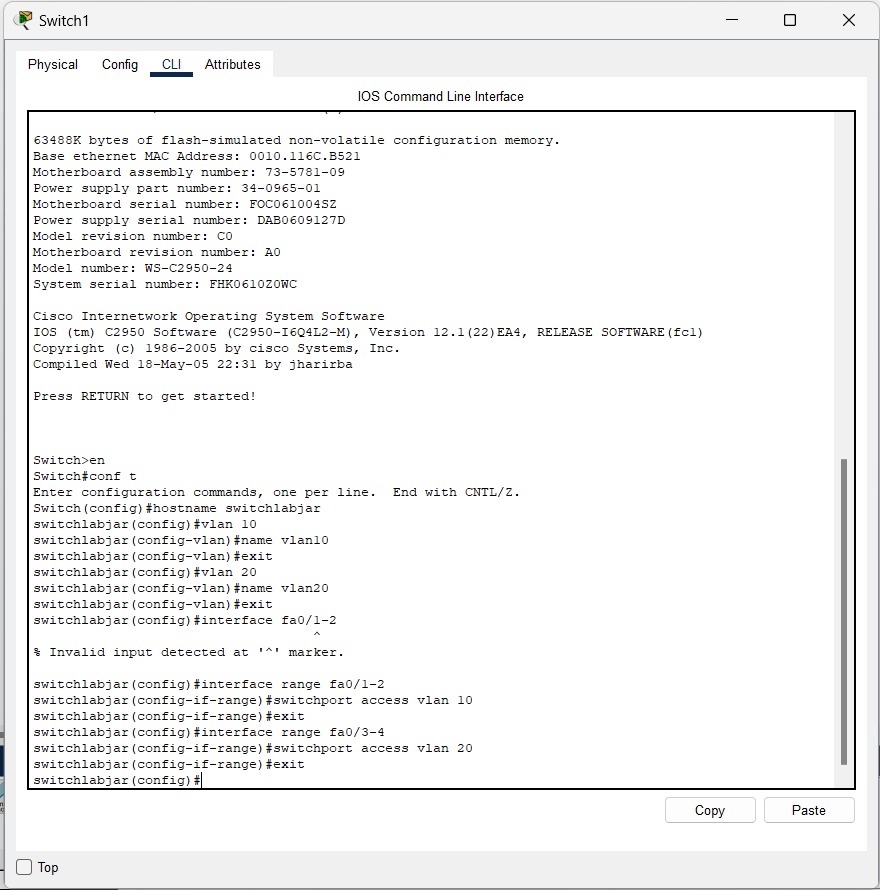 Switch1
Physical Config CLI Attributes
IOS Command Line Interface
63488K bytes of flash-simulated non-volatile configuration memory.
Base ethernet MAC Address: 0010.116C.B521
Motherboard assembly number: 73-5781-09
Power supply part number: 34-0965-01
Motherboard serial number: FOC061004SZ
Power supply serial number: DAB0609127D
Model revision number: C0
Motherboard revision number: A0
Model number: WS-C2950-24
System serial number: FHK0610Z0WC
Cisco Internetwork Operating System Software
IOS (tm) C2950 Software (C2950-I6Q4L2-M), Version 12.1(22)EA4, RELEASE SOFTWARE(fc1)
Copyright (c) 1986-2005 by cisco Systems, Inc.
Compiled Wed 18-May-05 22:31 by jharirba
Press RETURN to get started!
Switch>en
Switch#conf t
Enter configuration commands, one per line.  End with CNTL/Z.
Switch(config)#hostname switchlabjar
switchlabjar(config)#vlan 10
switchlabjar(config-vlan)#name vlan10
switchlabjar(config-vlan)#exit
switchlabjar(config)#vlan 20
switchlabjar(config-vlan)#name vlan20
switchlabjar(config-vlan)#exit
switchlabjar(config)#interface fa0/1-2
^
% Invalid input detected at '^' marker.
switchlabjar(config)#interface range fa0/1-2
switchlabjar(config-if-range)#switchport access vlan 10
switchlabjar(config-if-range)#exit
switchlabjar(config)#interface range fa0/3-4
switchlabjar(config-if-range)#switchport access vlan 20
switchlabjar(config-if-range)#exit
switchlabjar(config)#
Copy Paste
Top